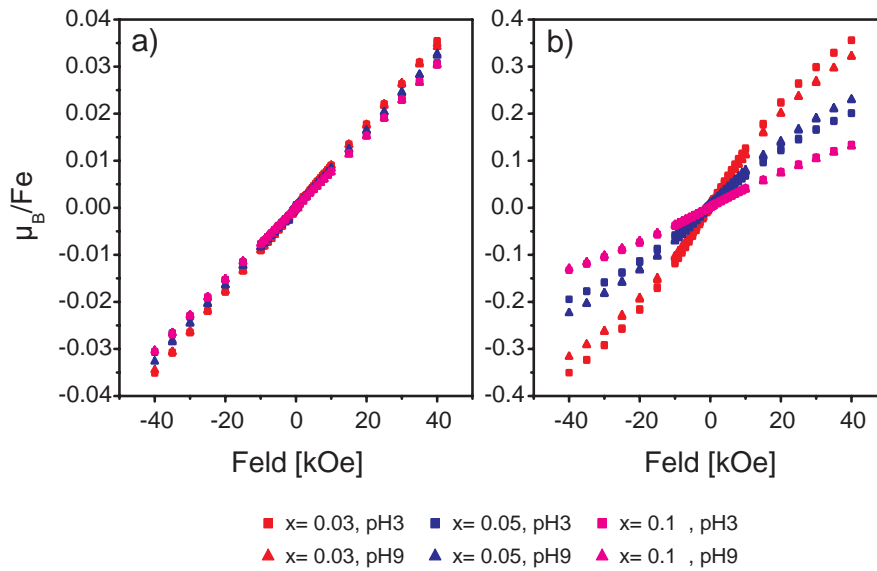 a)
b)
0.04
0.03
0.02
0.01
0.00
-0.01
-0.02
-0.03
-0.04
μB/Fe
-40 -20 0 20 40
Feld [kOe]
0.4
0.3
0.2
0.1
0.0
-0.1
-0.2
-0.3
-0.4
-40 -20 0 20 40
Feld [kOe]
x= 0.03, pH3 x= 0.05, pH3 x= 0.1 , pH3
x= 0.03, pH9 x= 0.05, pH9 x= 0.1 , pH9